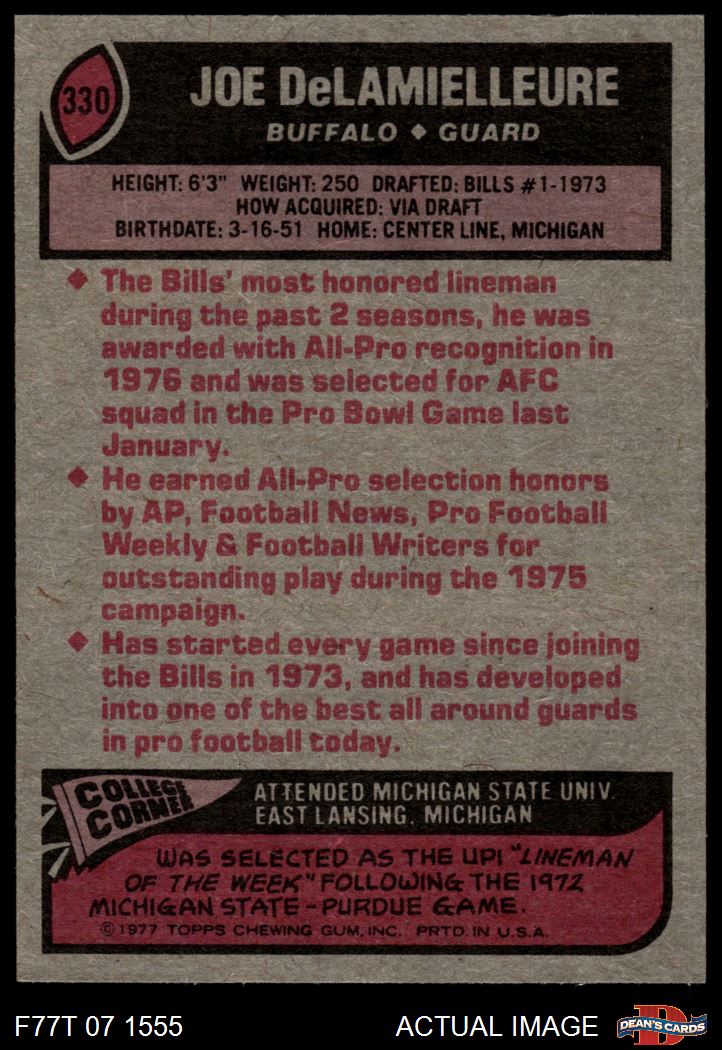 330
JOE DeLAMIELLEURE
BUFFALO ♦ GUARD
HEIGHT: 6'3" WEIGHT: 250 DRAFTED: BILLS #1-1973
HOW ACQUIRED: VIA DRAFT
BIRTHDATE: 3-16-51 HOME: CENTER LINE, MICHIGAN
♦ The Bills' most honored lineman
during the past 2 seasons, he was
awarded with All-Pro recognition in
1976 and was selected for AFC
squad in the Pro Bowl Game last
January.
♦ He earned All-Pro selection honors
by AP, Football News, Pro Football
Weekly & Football Writers for
outstanding play during the 1975
campaign.
♦ Has started every game since joining
the Bills in 1973, and has developed
into one of the best all around guards
in pro football today.
COLLEGE
CORNER
ATTENDED MICHIGAN STATE UNIV.
EAST LANSING, MICHIGAN
WAS SELECTED AS THE UPI "LINEMAN
OF THE WEEK" FOLLOWING THE 1972
MICHIGAN STATE - PURDUE GAME.
©1977 TOPPS CHEWING GUM, INC. PRTD. IN U.S.A.
F77T 07 1555
ACTUAL IMAGE
D
DEAN'S CARDS